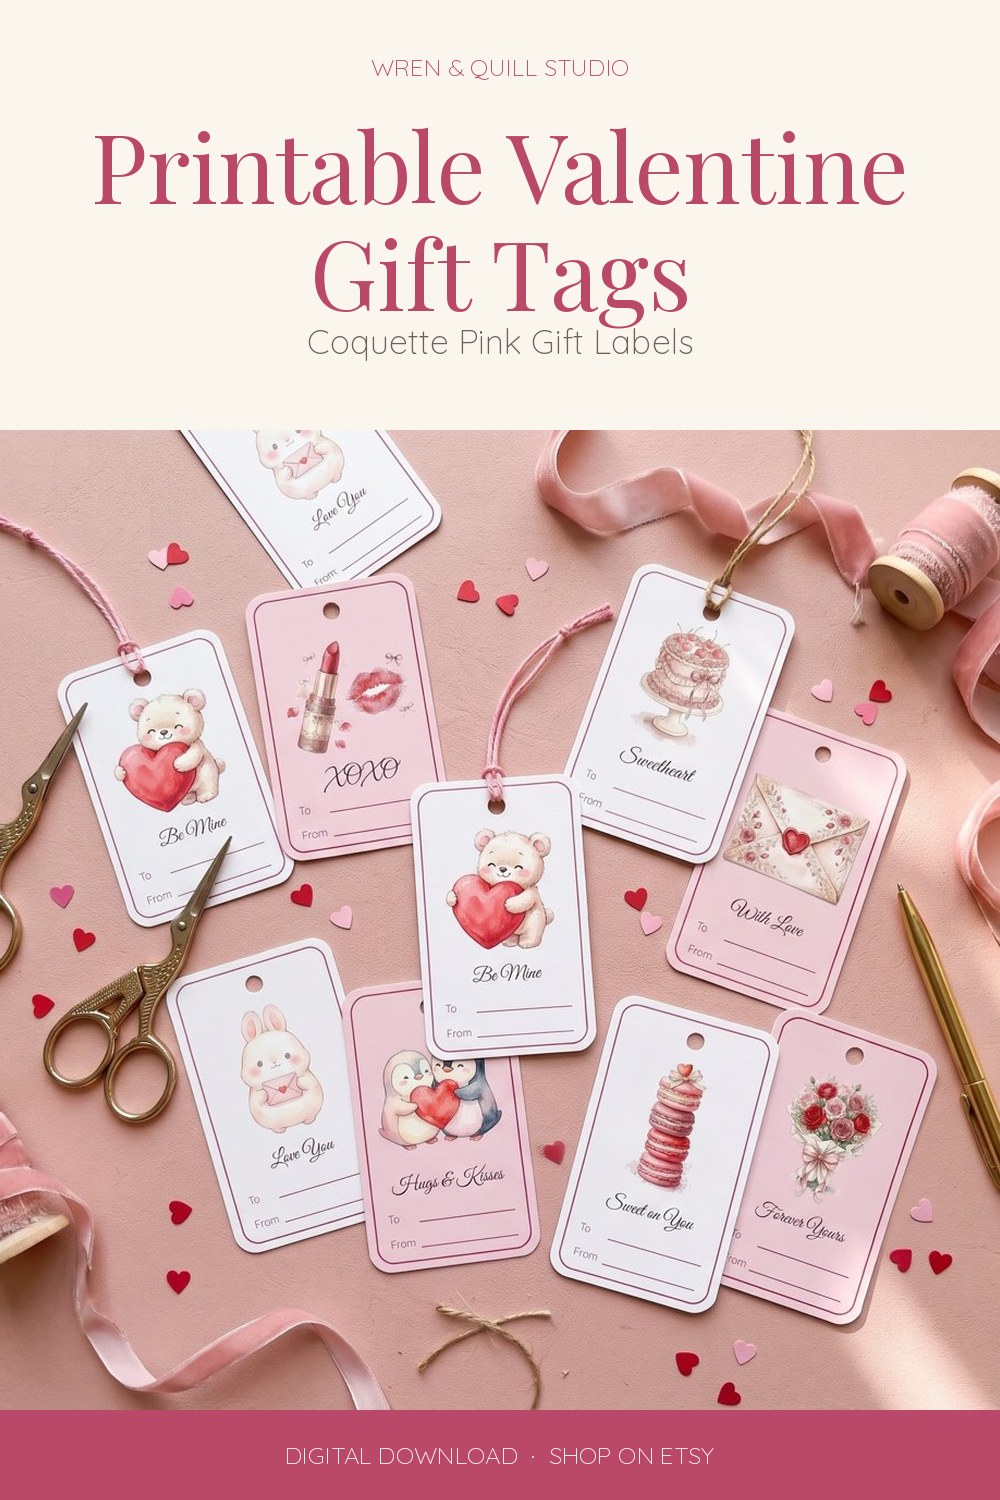 WREN & QUILL STUDIO
Printable Valentine
Gift Tags
Coquette Pink Gift Labels
Love You
To
From
XOXO
To
From
Be Mine
To
From
Sweetheart
To
From
With Love
To
From
Be Mine
To
From
Love You
To
From
Hugs & Kisses
To
From
Sweet on You
To
From
Forever Yours
To
From
DIGITAL DOWNLOAD · SHOP ON ETSY